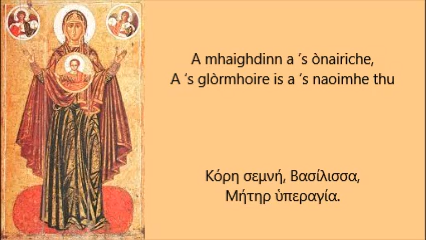 A mhaighdinn a ‘s ònairiche,
A ‘s glòrmhoire is a ‘s naoimhe thu
Κόρη σεμνή, Βασίλισσα,
Μήτηρ ὑπεραγία.